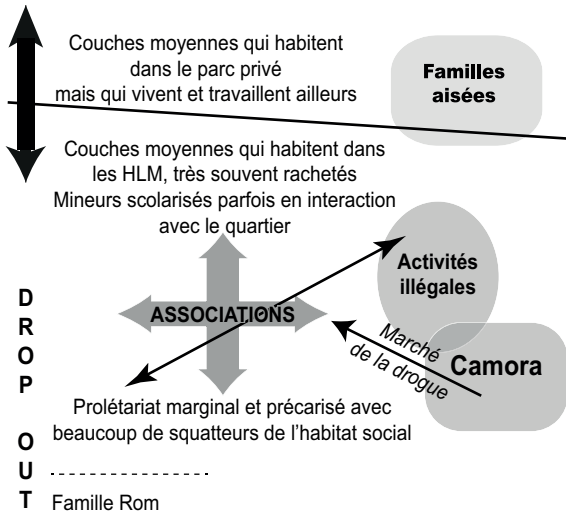 Couches moyennes qui habitent
dans le parc privé
mais qui vivent et travaillent ailleurs
Familles
aisées
Couches moyennes qui habitent dans
les HLM, très souvent rachetés
Mineurs scolarisés parfois en interaction
avec le quartier
Activités
illégales
ASSOCIATIONS
Marché
de la drogue
Camora
Prolétariat marginal et précarisé avec
beaucoup de squatteurs de l'habitat social
DROP OUT
Famille Rom